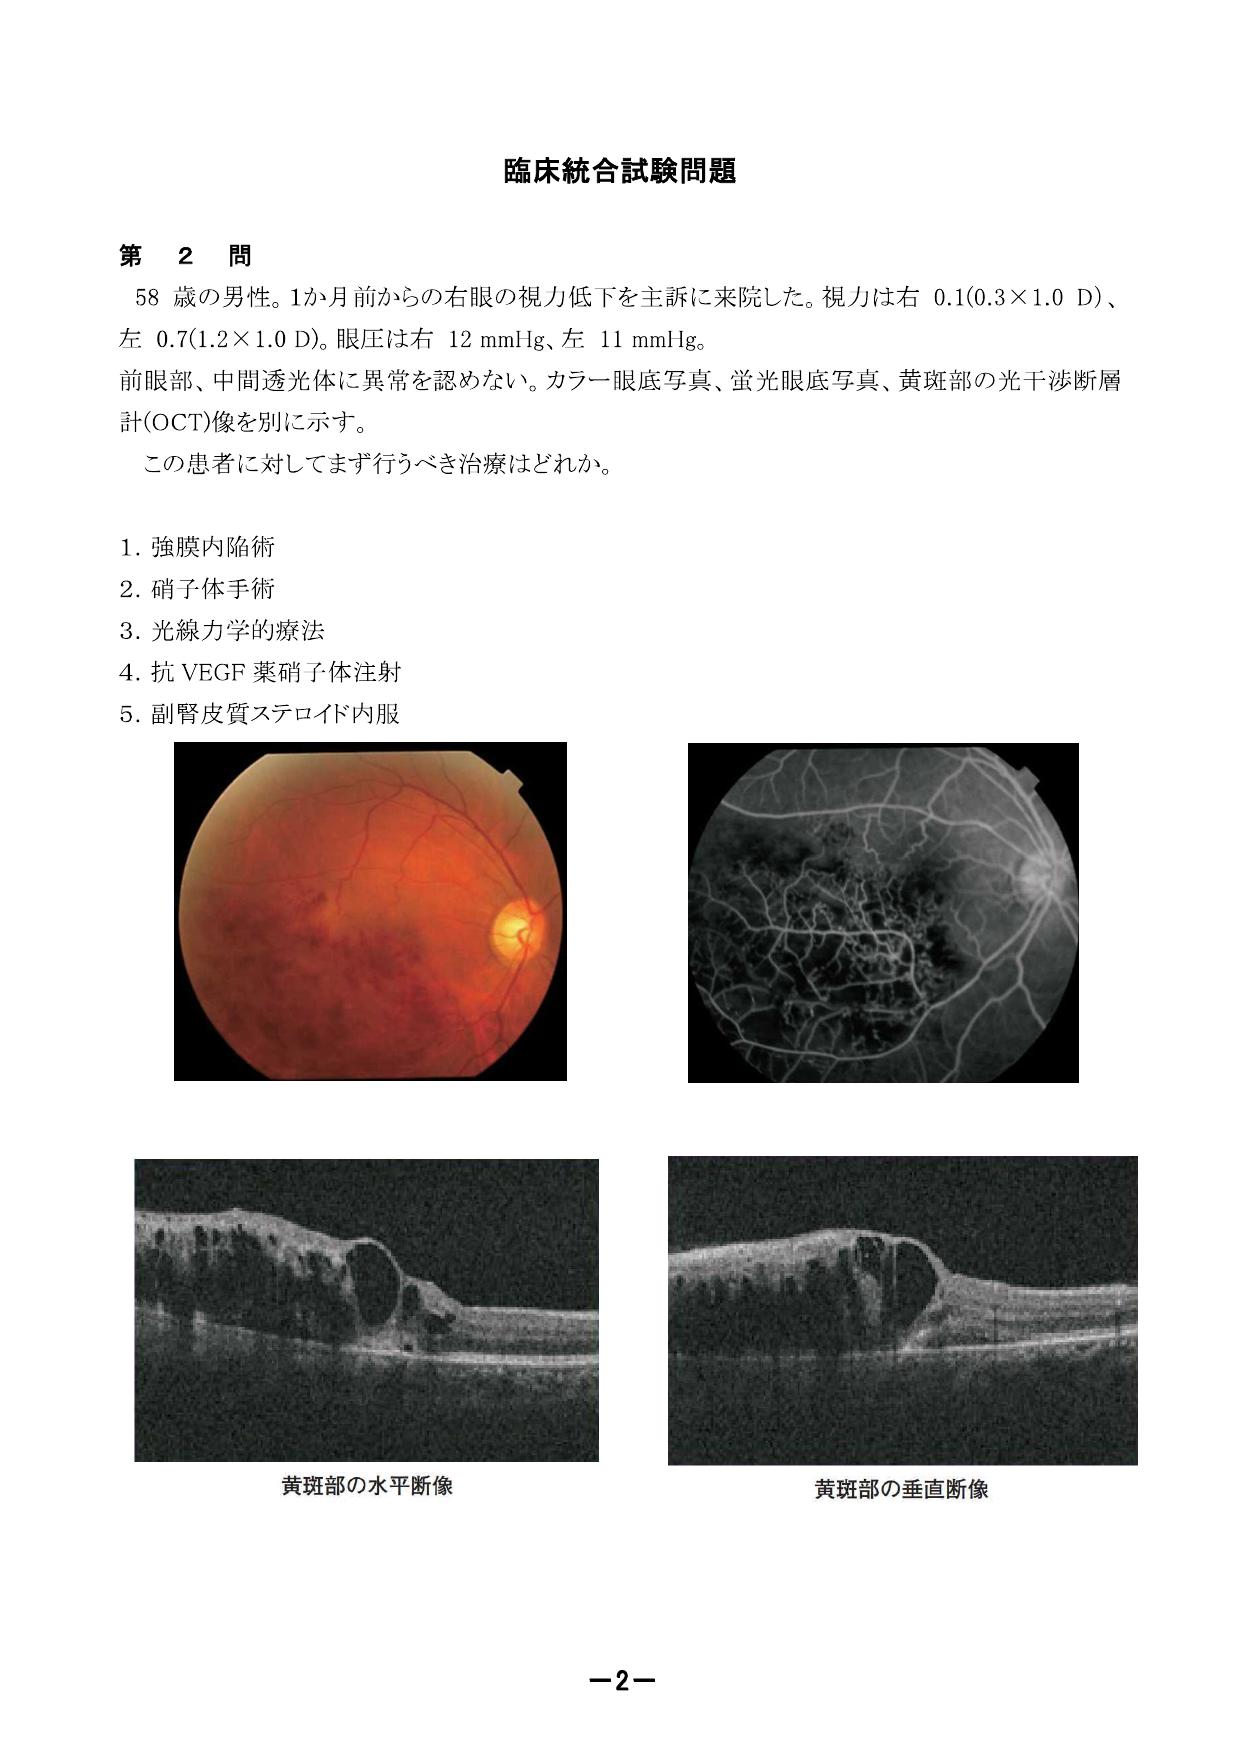 臨床統合試験問題
第 2 問
58 歳の男性。1か月前からの右眼の視力低下を主訴に来院した。視力は右 0.1(0.3×1.0 D)、
左 0.7(1.2×1.0 D)。眼圧は右 12 mmHg、左 11 mmHg。
前眼部、中間透光体に異常を認めない。カラー眼底写真、蛍光眼底写真、黄斑部の光干渉断層
計(OCT)像を別に示す。
この患者に対してまず行うべき治療はどれか。
1. 強膜内陥術
2. 硝子体手術
3. 光線力学的療法
4. 抗 VEGF 薬硝子体注射
5. 副腎皮質ステロイド内服
黄斑部の水平断像
黄斑部の垂直断像
－2－